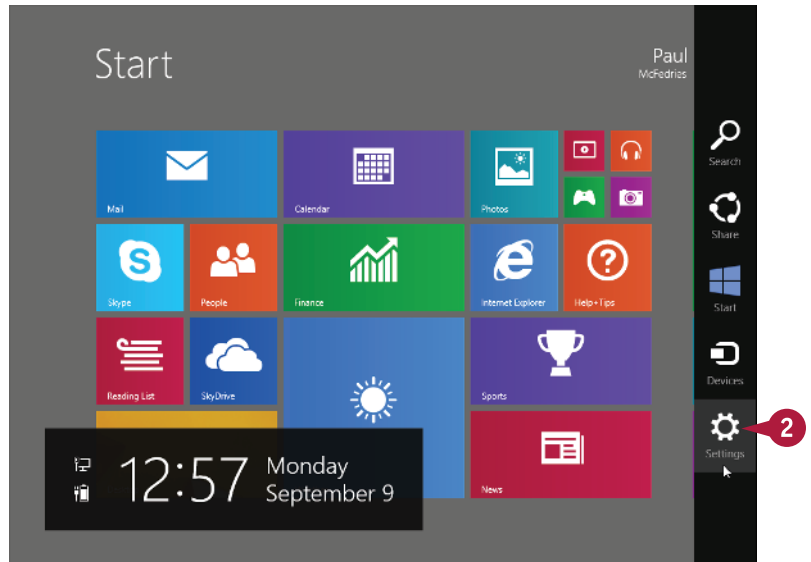 Start
Paul
McFedries
Search
Share
Start
Devices
Settings
2
Mail
Calendar
Photos
Skype
People
Finance
Internet Explorer
Help+Tips
Reading List
SkyDrive
Sports
News
12:57
Monday
September 9